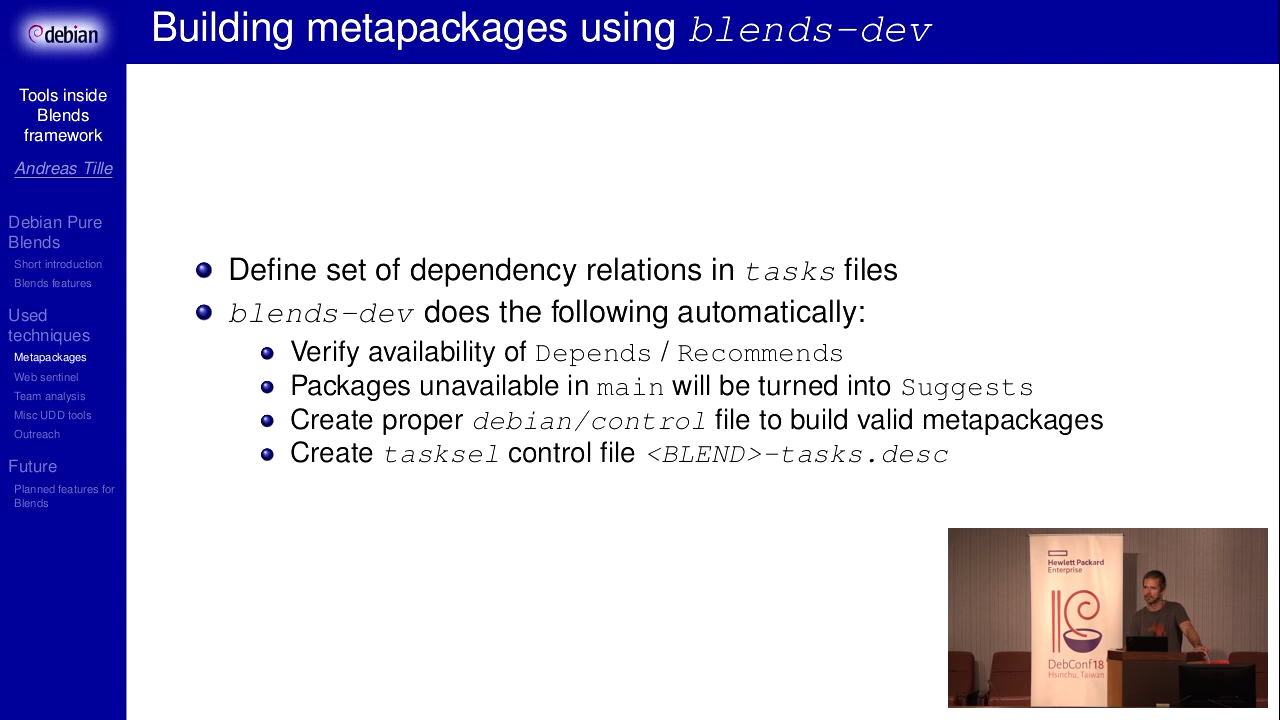 debian
Building metapackages using blends-dev
Tools inside
Blends
framework
Andreas Tille
Debian Pure
Blends
Short introduction
Blends features
Used
techniques
Metapackages
Web sentinel
Team analysis
Misc UDD tools
Outreach
Future
Planned features for
Blends
Define set of dependency relations in tasks files
blends-dev does the following automatically:
Verify availability of Depends / Recommends
Packages unavailable in main will be turned into Suggests
Create proper debian/control file to build valid metapackages
Create tasksel control file <BLEND>-tasks.desc
Hewlett Packard
Enterprise
DebConf18
Hsinchu, Taiwan